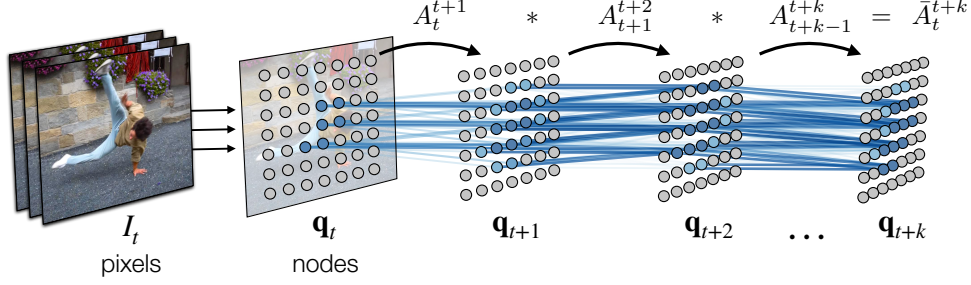 A_t^{t+1} * A_{t+1}^{t+2} * A_{t+k-1}^{t+k} = Ā_t^{t+k}
I_t q_t q_{t+1} q_{t+2} ... q_{t+k}
pixels nodes